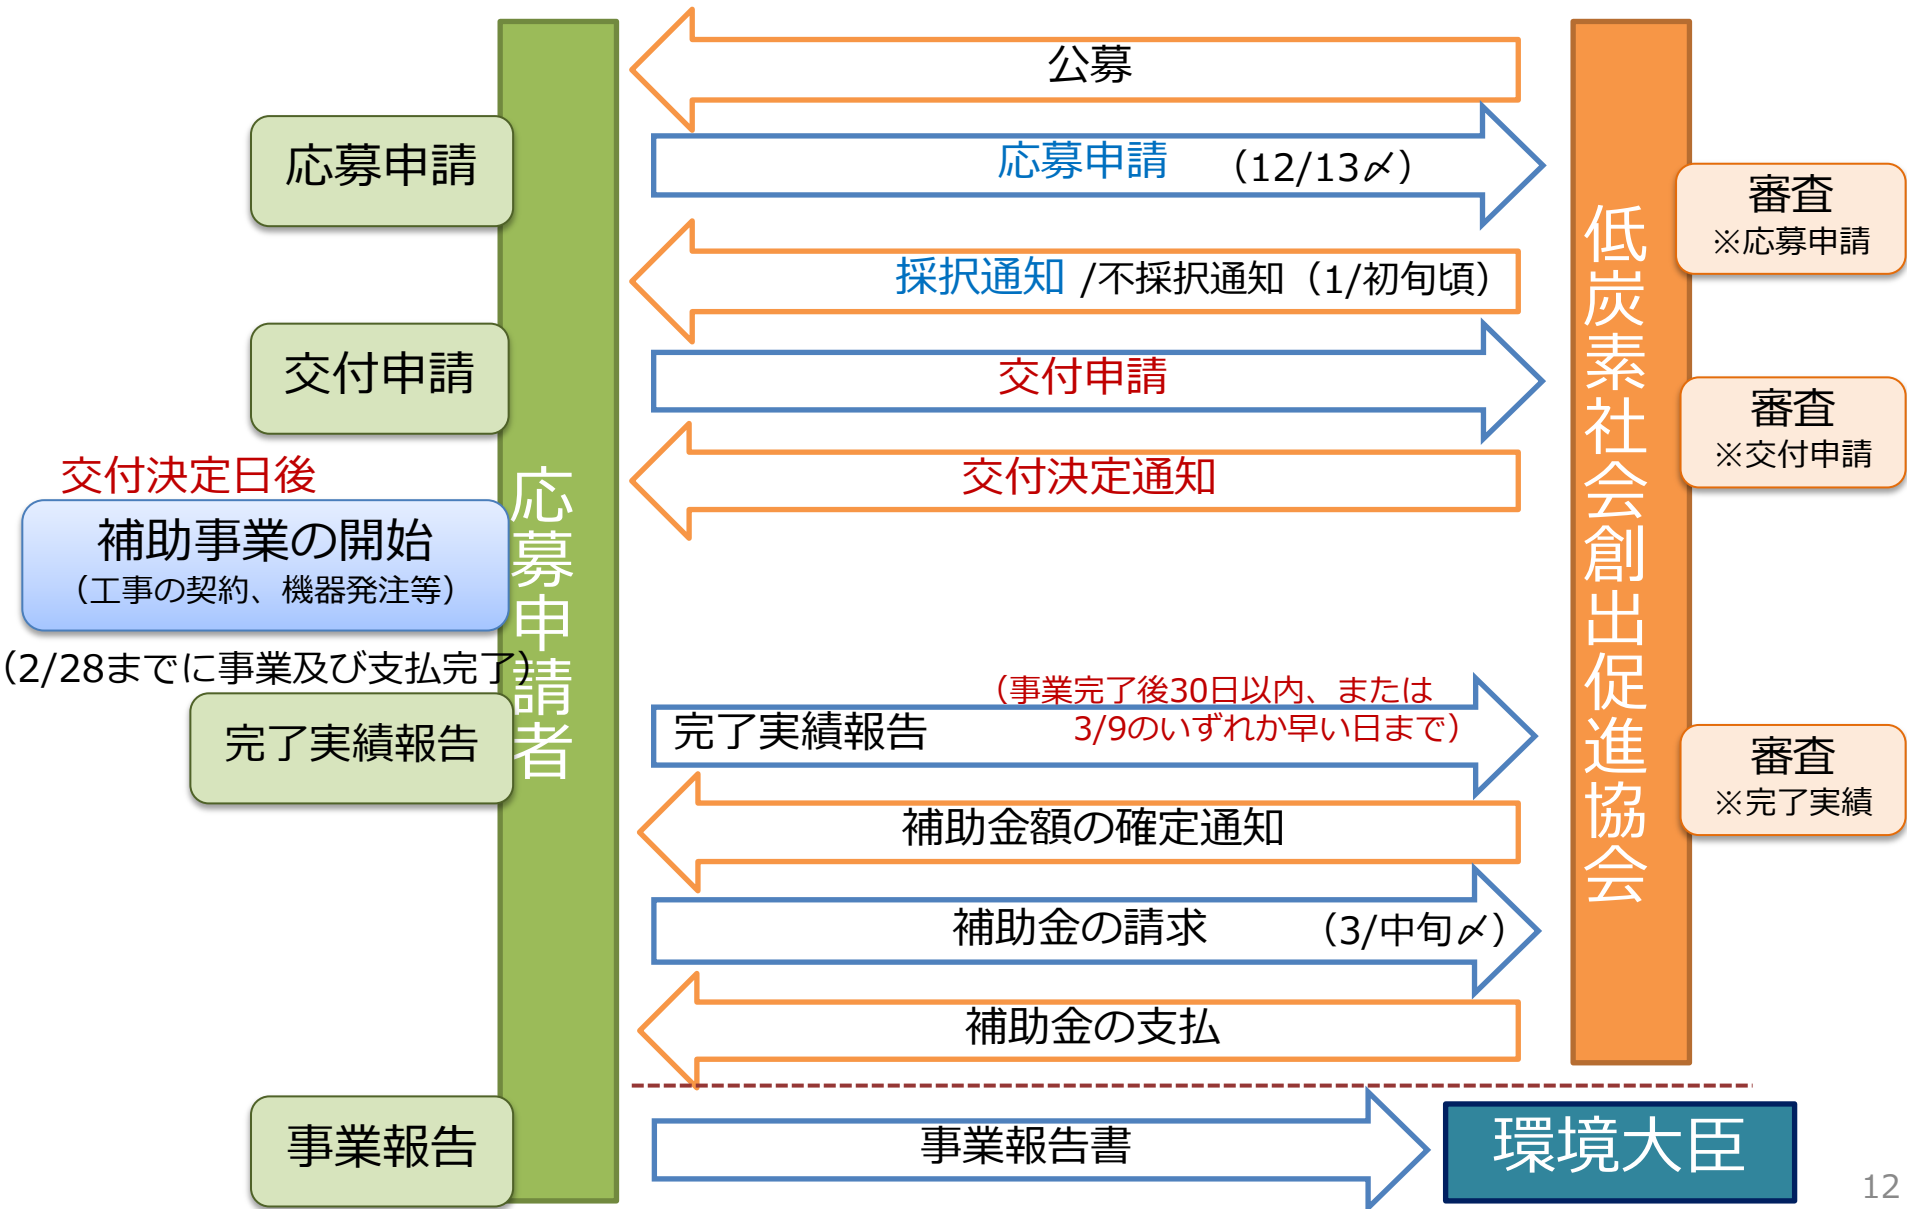 公募
応募申請
応募申請 （12/13〆）
審査
※応募申請
採択通知 /不採択通知（1/初旬頃）
交付申請
交付申請
審査
※交付申請
交付決定日後
交付決定通知
補助事業の開始
（工事の契約、機器発注等）
（2/28までに事業及び支払完了）
応募申請者
低炭素社会創出促進協会
（事業完了後30日以内、または
3/9のいずれか早い日まで）
完了実績報告
完了実績報告
審査
※完了実績
補助金額の確定通知
補助金の請求 （3/中旬〆）
補助金の支払
事業報告
事業報告書
環境大臣
12